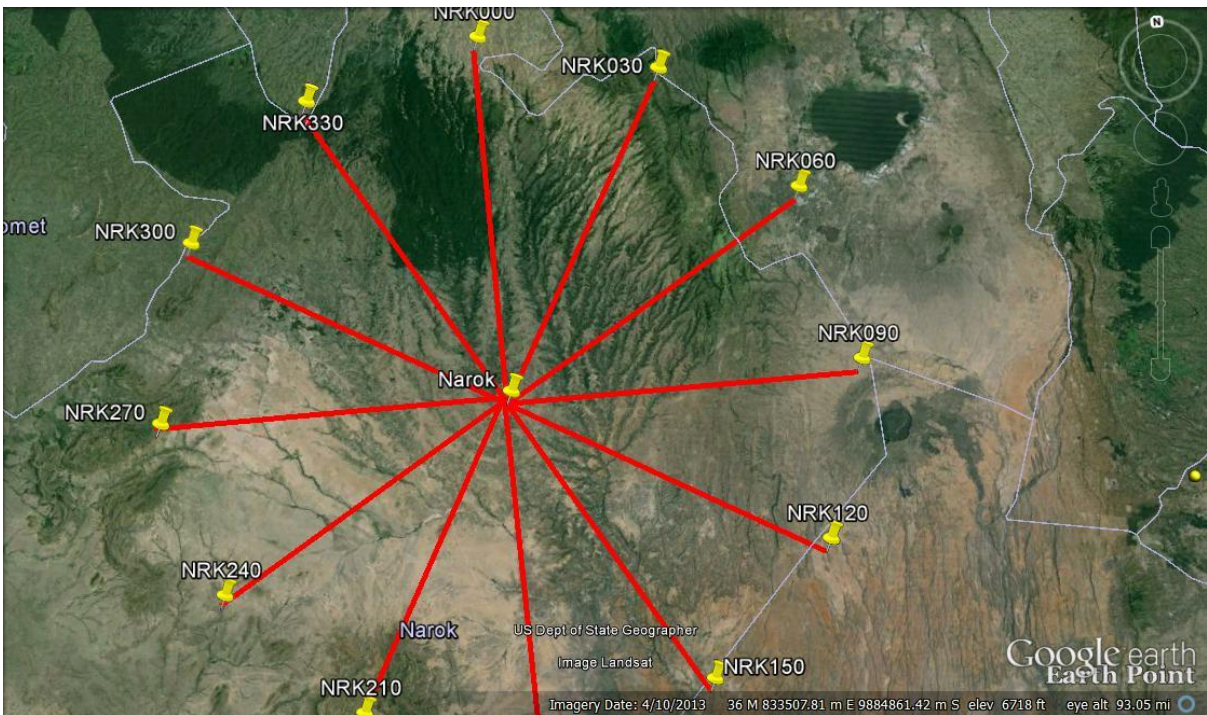 NRK000
NRK030
NRK330
N
NRK060
NRK300
omet
NRK090
Narok
NRK270
NRK120
NRK240
Narok
US Dept of State Geographer
Image Landsat
NRK150
NRK210
Google earth
Earth Point
Imagery Date: 4/10/2013 36 M 833507.81 m E 9884861.42 m S elev 6718 ft eye alt 93.05 mi